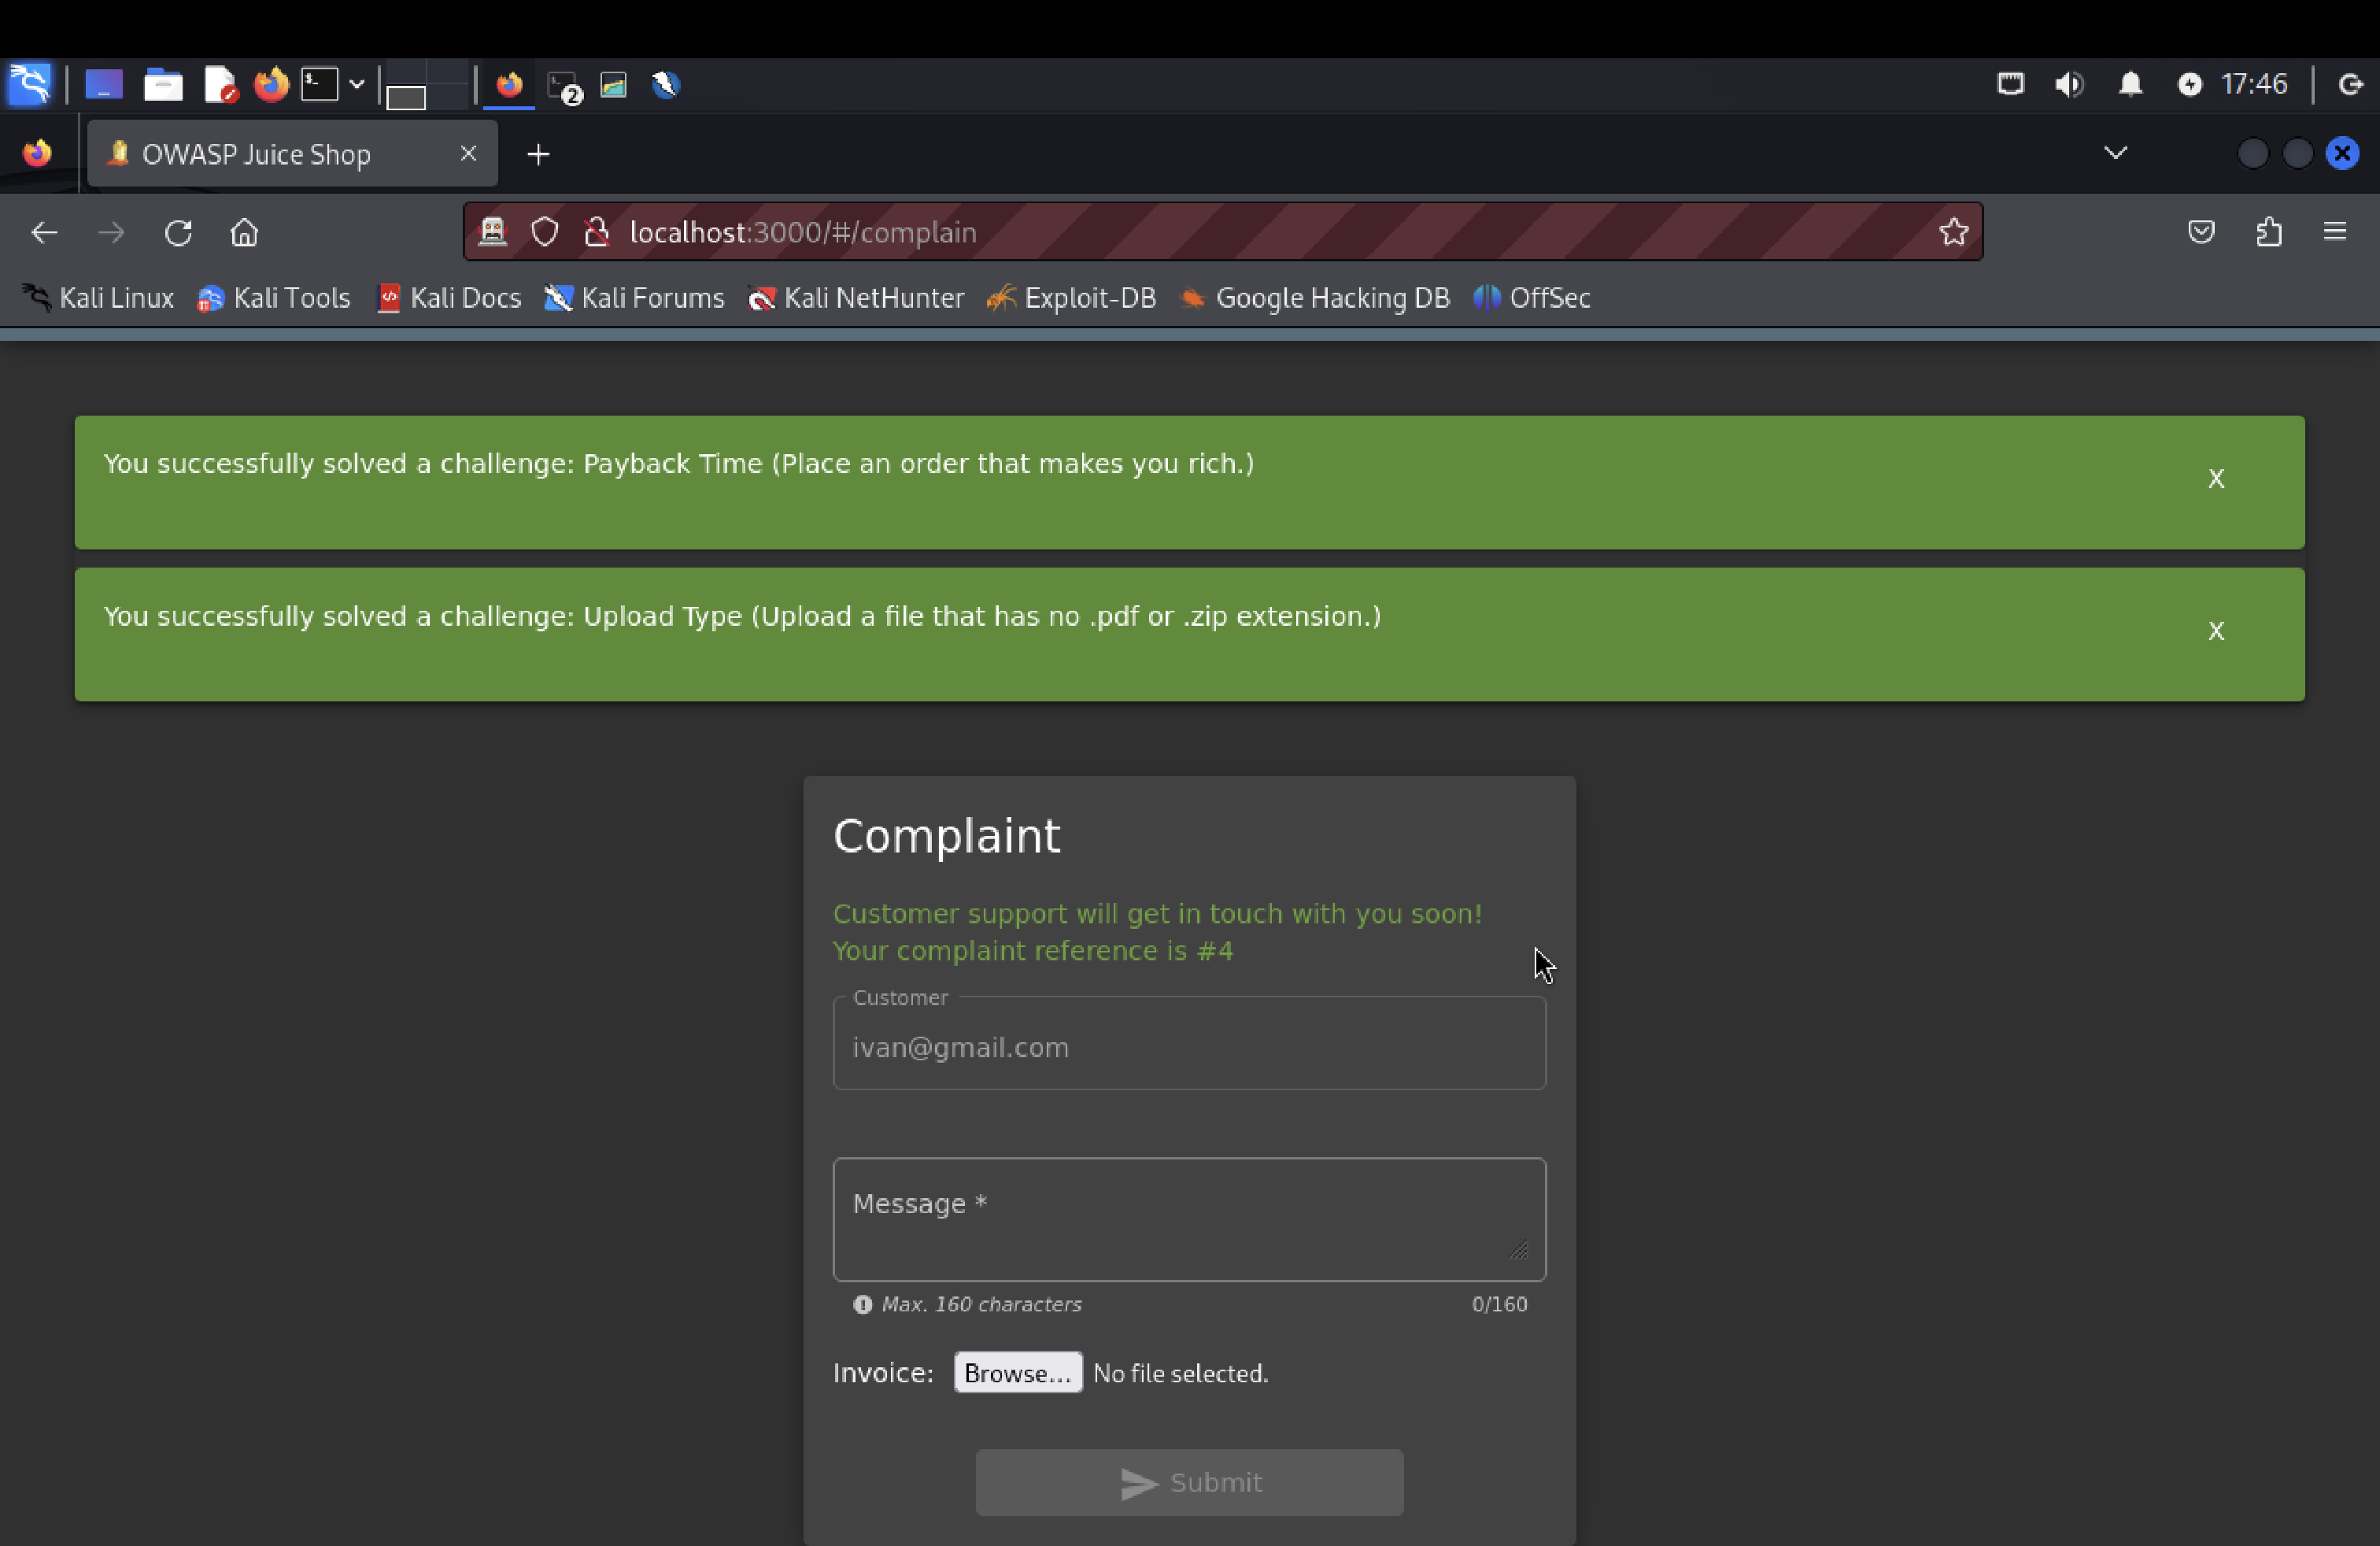 2
17:46
OWASP Juice Shop
localhost:3000/#/complain
Kali Linux Kali Tools Kali Docs Kali Forums Kali NetHunter Exploit-DB Google Hacking DB OffSec
You successfully solved a challenge: Payback Time (Place an order that makes you rich.)
X
You successfully solved a challenge: Upload Type (Upload a file that has no .pdf or .zip extension.)
X
Complaint
Customer support will get in touch with you soon!
Your complaint reference is #4
Customer
ivan@gmail.com
Message *
Max. 160 characters 0/160
Invoice: Browse... No file selected.
Submit